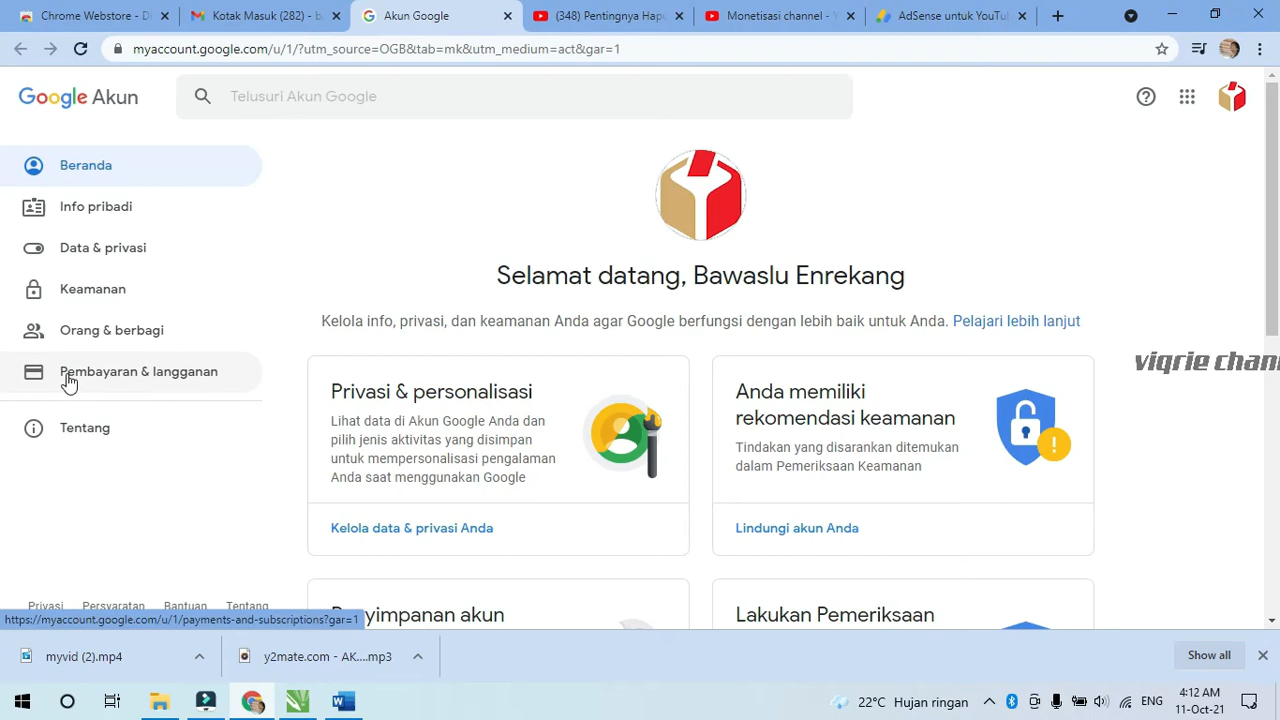 Chrome Webstore - D
Kotak Masuk (282) - b
Akun Google
(348) Pentingnya Hapu
Monetisasi channel - Y
AdSense untuk YouTu
myaccount.google.com/u/1/?utm_source=OGB&tab=mk&utm_medium=act&gar=1
Google Akun
Telusuri Akun Google
Beranda
Info pribadi
Data & privasi
Keamanan
Orang & berbagi
Pembayaran & langganan
Tentang
Selamat datang, Bawaslu Enrekang
Kelola info, privasi, dan keamanan Anda agar Google berfungsi dengan lebih baik untuk Anda. Pelajari lebih lanjut
viqrie chann
Privasi & personalisasi
Lihat data di Akun Google Anda dan
pilih jenis aktivitas yang disimpan
untuk mempersonalisasi pengalaman
Anda saat menggunakan Google
Kelola data & privasi Anda
Anda memiliki
rekomendasi keamanan
Tindakan yang disarankan ditemukan
dalam Pemeriksaan Keamanan
Lindungi akun Anda
Penyimpanan akun
Lakukan Pemeriksaan
Privasi Persyaratan Bantuan Tentang
https://myaccount.google.com/u/1/payments-and-subscriptions?gar=1
myvid (2).mp4
y2mate.com - AK....mp3
Show all
22°C Hujan ringan
ENG
4:12 AM
11-Oct-21